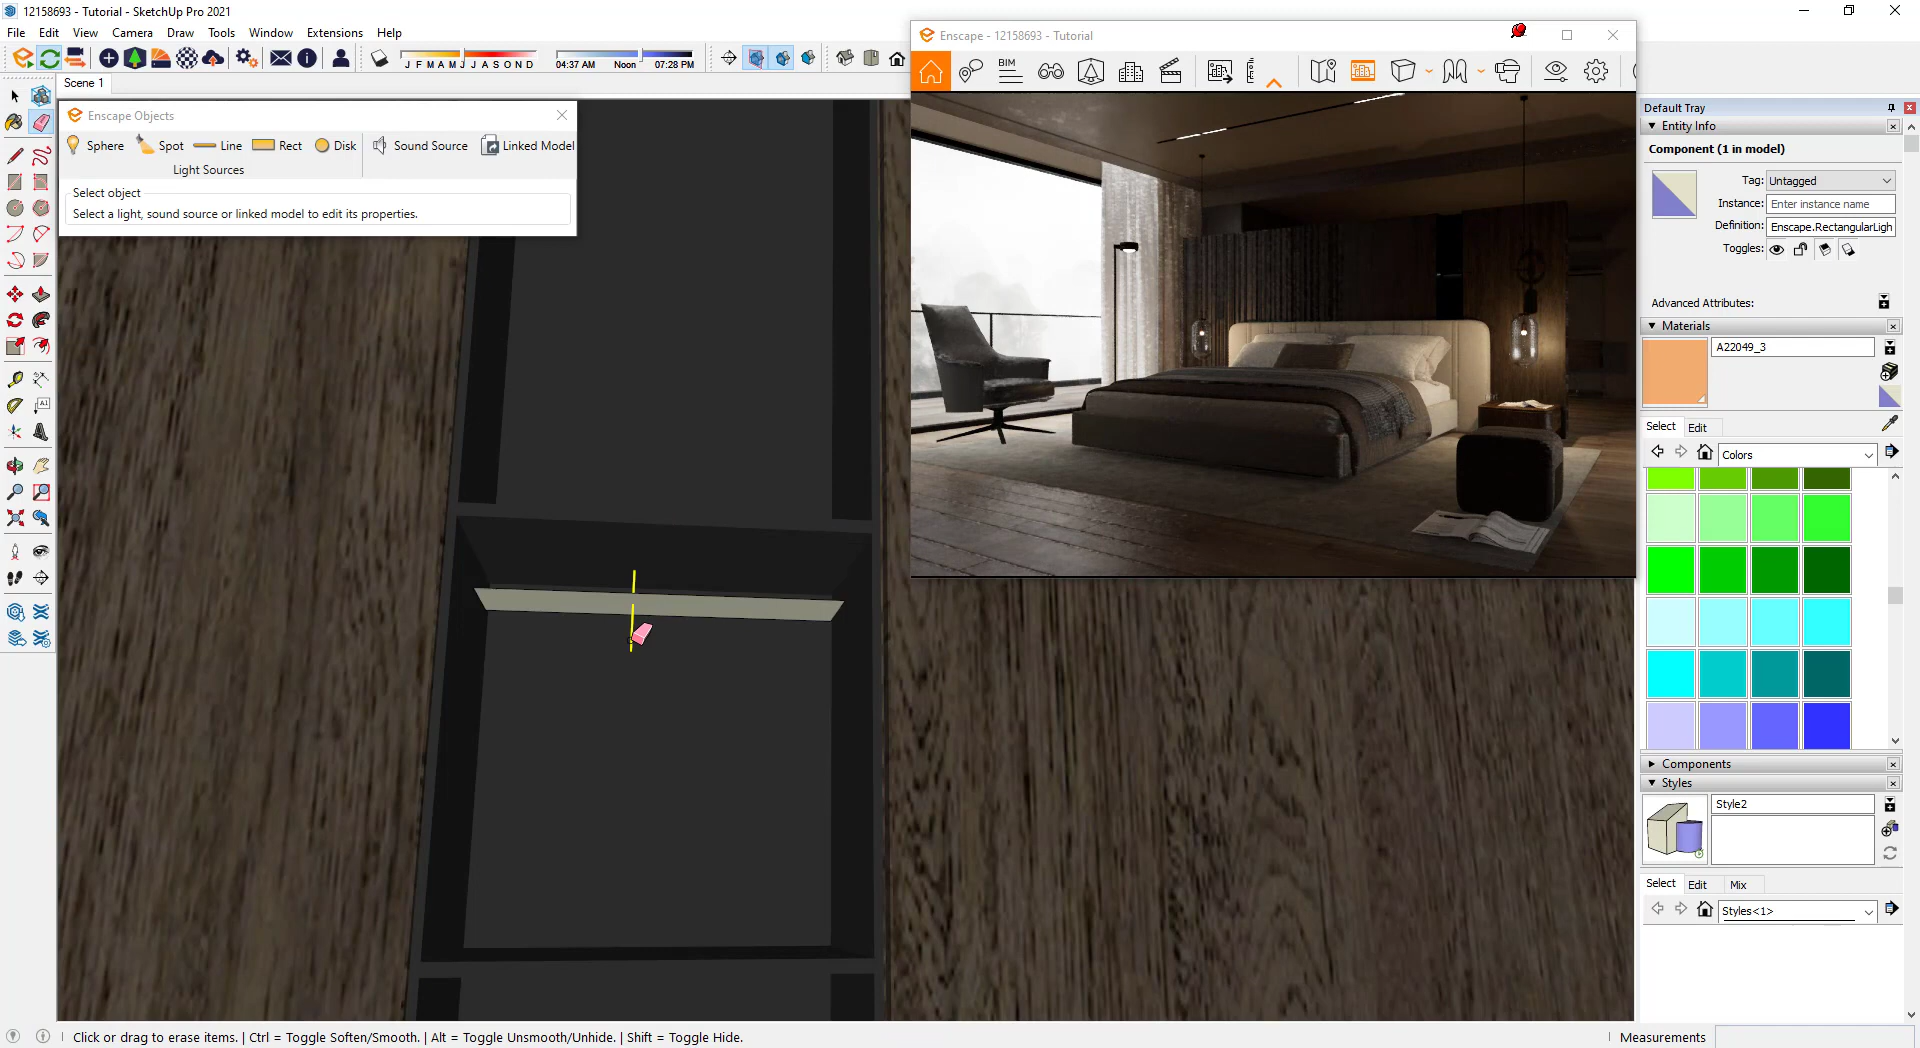 12158693 - Tutorial - SketchUp Pro 2021
File Edit View Camera Draw Tools Window Extensions Help
J F M A M J J A S O N D
04:37 AM Noon 07:28 PM
Scene 1
Enscape Objects
Sphere Spot Line Rect Disk Sound Source Linked Model
Light Sources
Select object
Select a light, sound source or linked model to edit its properties.
Enscape - 12158693 - Tutorial
BIM
Default Tray
Entity Info
Component (1 in model)
Tag: Untagged
Instance: Enter instance name
Definition: Enscape.RectangularLigh
Toggles:
Advanced Attributes:
Materials
A22049_3
Select Edit
Colors
Components
Styles
Style2
Select Edit Mix
Styles<1>
A1
Click or drag to erase items. | Ctrl = Toggle Soften/Smooth. | Alt = Toggle Unsmooth/Unhide. | Shift = Toggle Hide.
Measurements